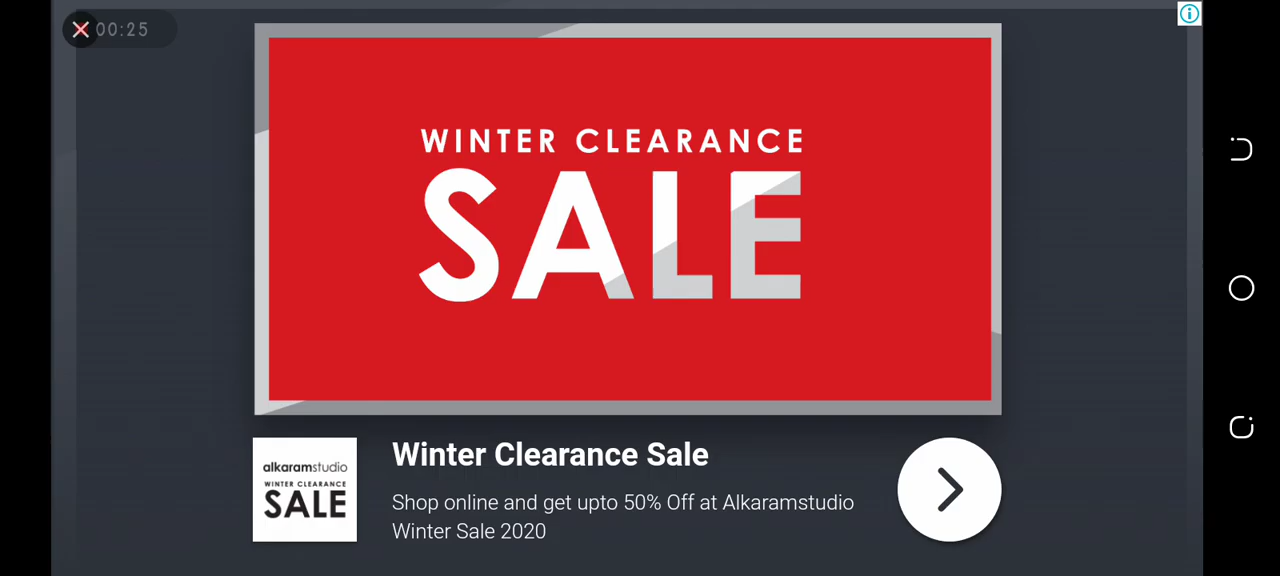 00:25
WINTER CLEARANCE
SALE
alkaramstudio
WINTER CLEARANCE
SALE
Winter Clearance Sale
Shop online and get upto 50% Off at Alkaramstudio
Winter Sale 2020